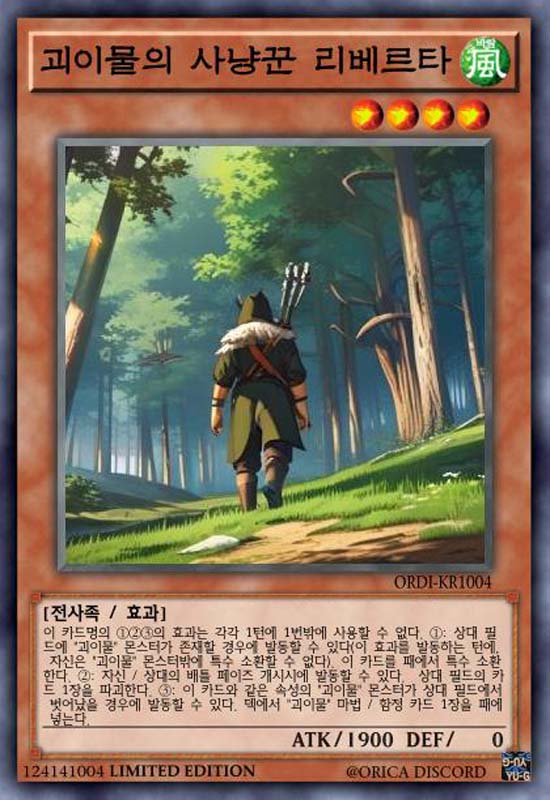 괴이물의 사냥꾼 리베르타
바람
風
ORDI-KR1004
[전사족 / 효과]
이 카드명의 ①②③의 효과는 각각 1턴에 1번밖에 사용할 수 없다. ①: 상대 필
드에 "괴이물" 몬스터가 존재할 경우에 발동할 수 있다(이 효과를 발동하는 턴에,
자신은 "괴이물" 몬스터밖에 특수 소환할 수 없다). 이 카드를 패에서 특수 소환
한다. ②: 자신 / 상대의 배틀 페이즈 개시시에 발동할 수 있다. 상대 필드의 카
드 1장을 파괴한다. ③: 이 카드와 같은 속성의 "괴이물" 몬스터가 상대 필드에서
벗어났을 경우에 발동할 수 있다. 덱에서 "괴이물" 마법 / 함정 카드 1장을 패에
넣는다.
ATK/1900 DEF/ 0
124141004 LIMITED EDITION @ORICA DISCORD
YU-G
YU-G